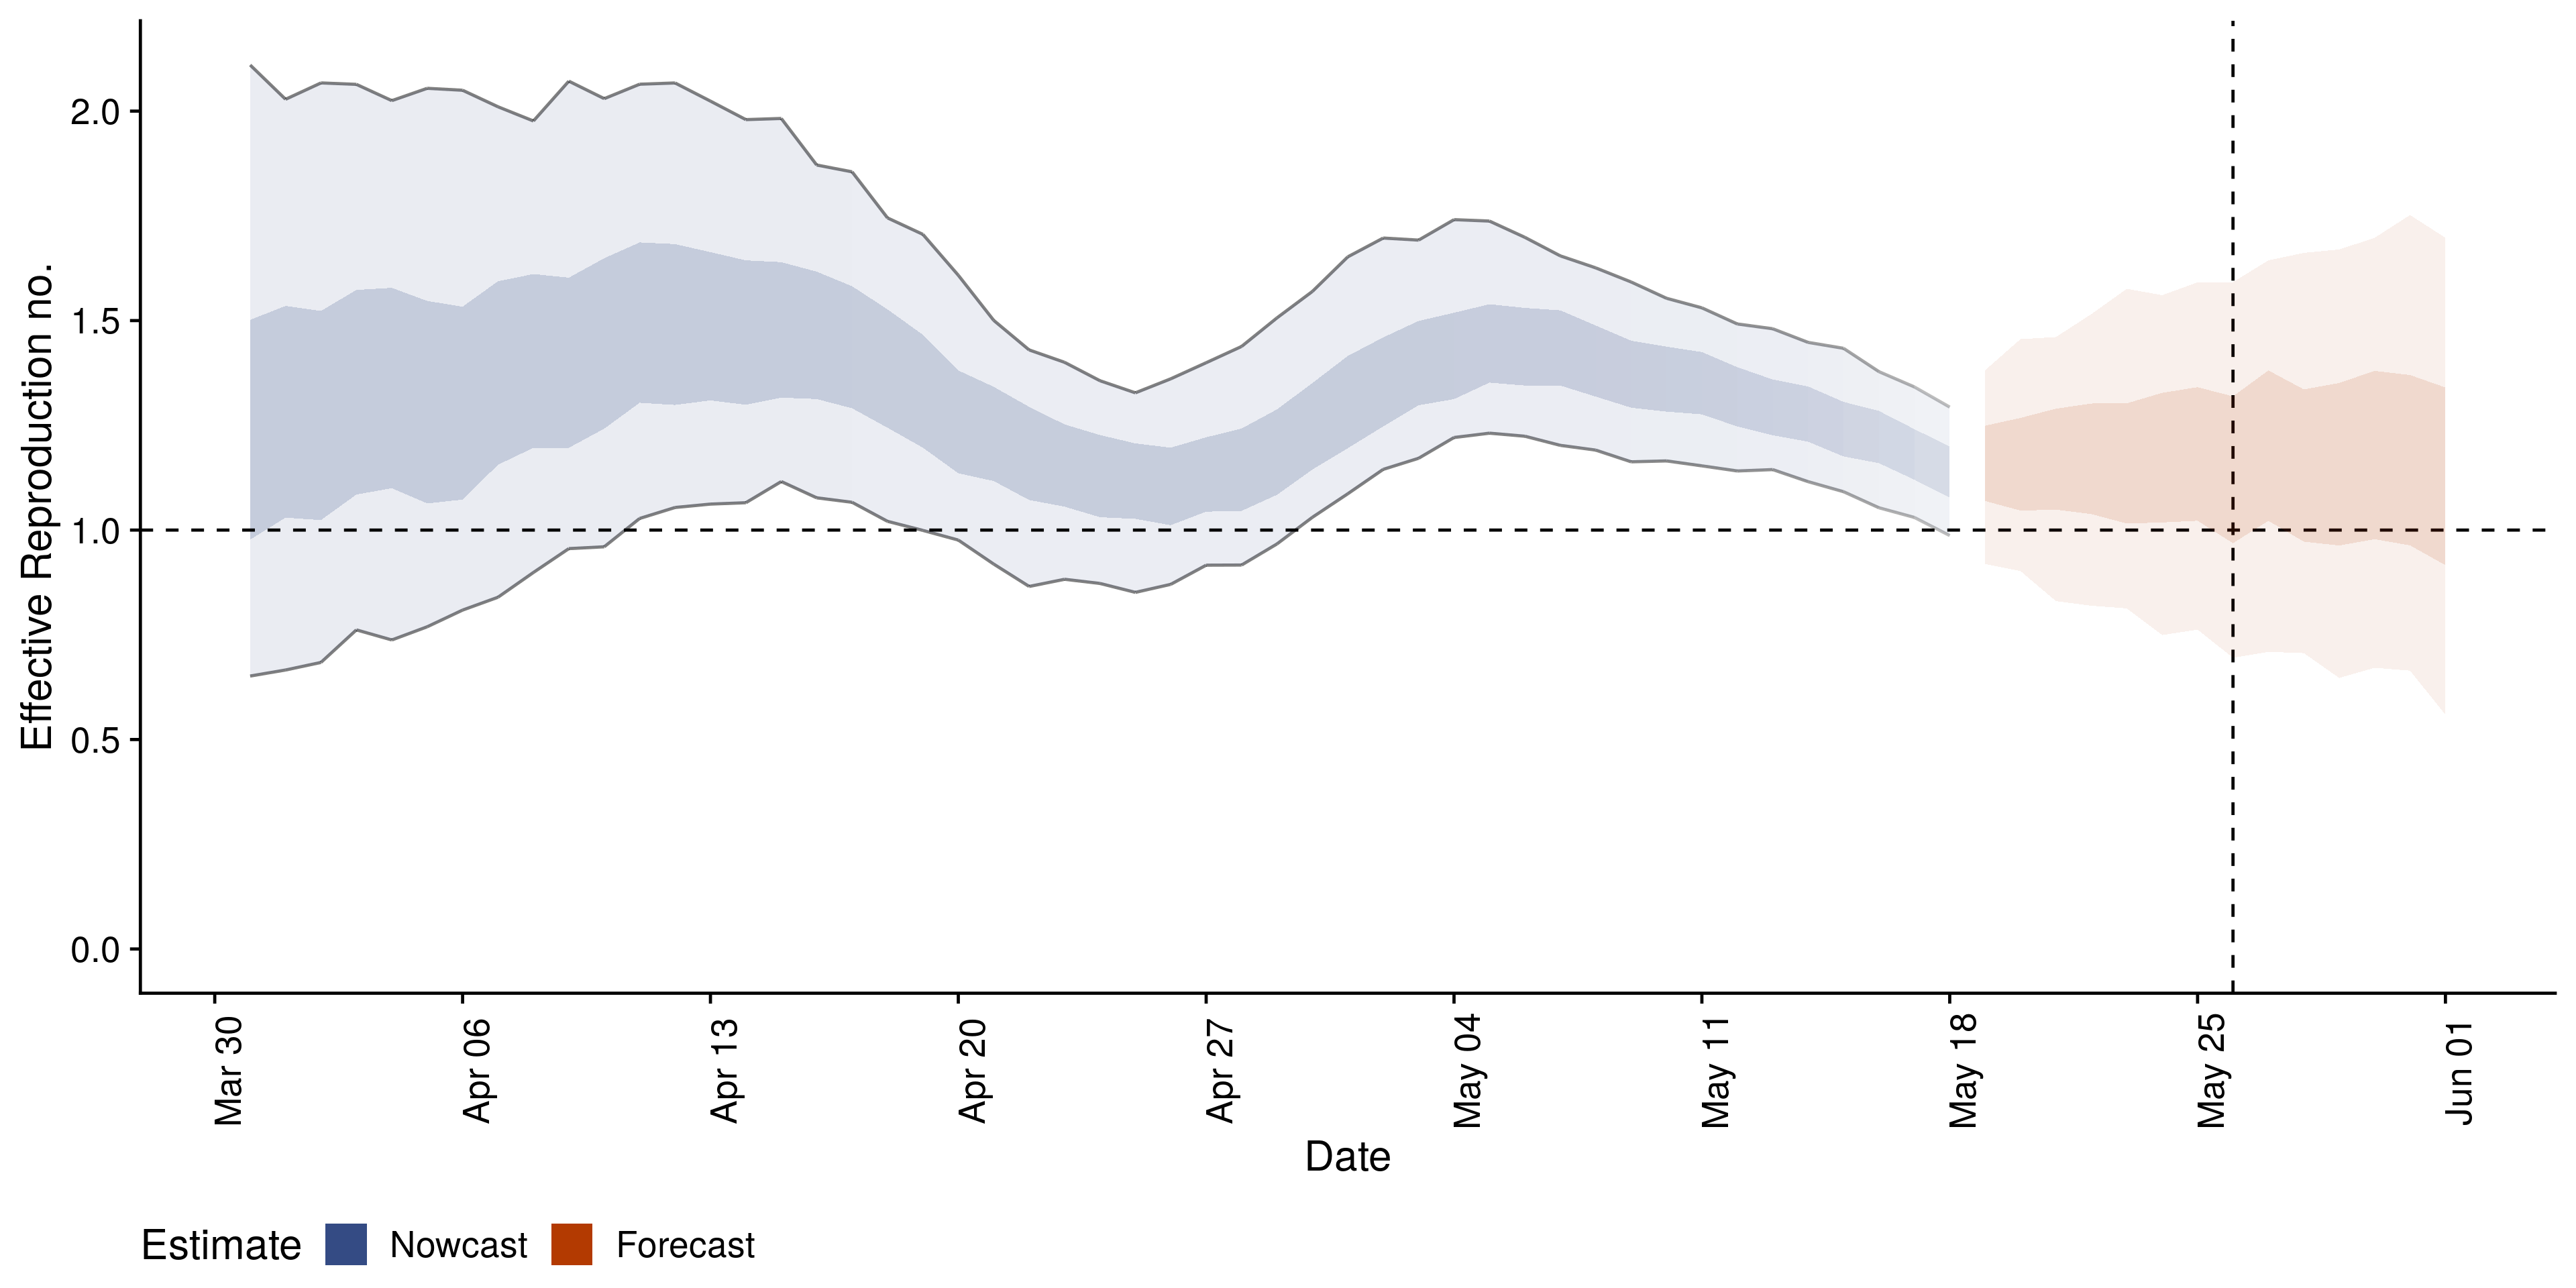 Effective Reproduction no.
2.0
1.5
1.0
0.5
0.0
Mar 30
Apr 06
Apr 13
Apr 20
Apr 27
May 04
May 11
May 18
May 25
Jun 01
Date
Estimate Nowcast Forecast